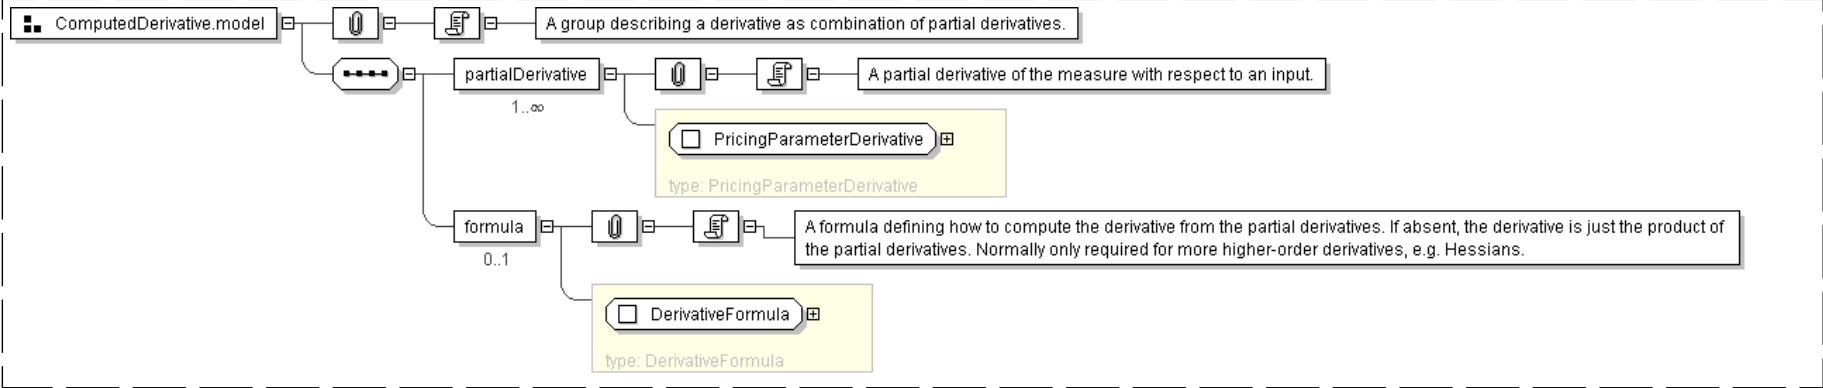 ComputedDerivative.model
A group describing a derivative as combination of partial derivatives.
partialDerivative
A partial derivative of the measure with respect to an input.
1..∞
PricingParameterDerivative
type: PricingParameterDerivative
formula
A formula defining how to compute the derivative from the partial derivatives. If absent, the derivative is just the product of
the partial derivatives. Normally only required for more higher-order derivatives, e.g. Hessians.
0..1
DerivativeFormula
type: DerivativeFormula